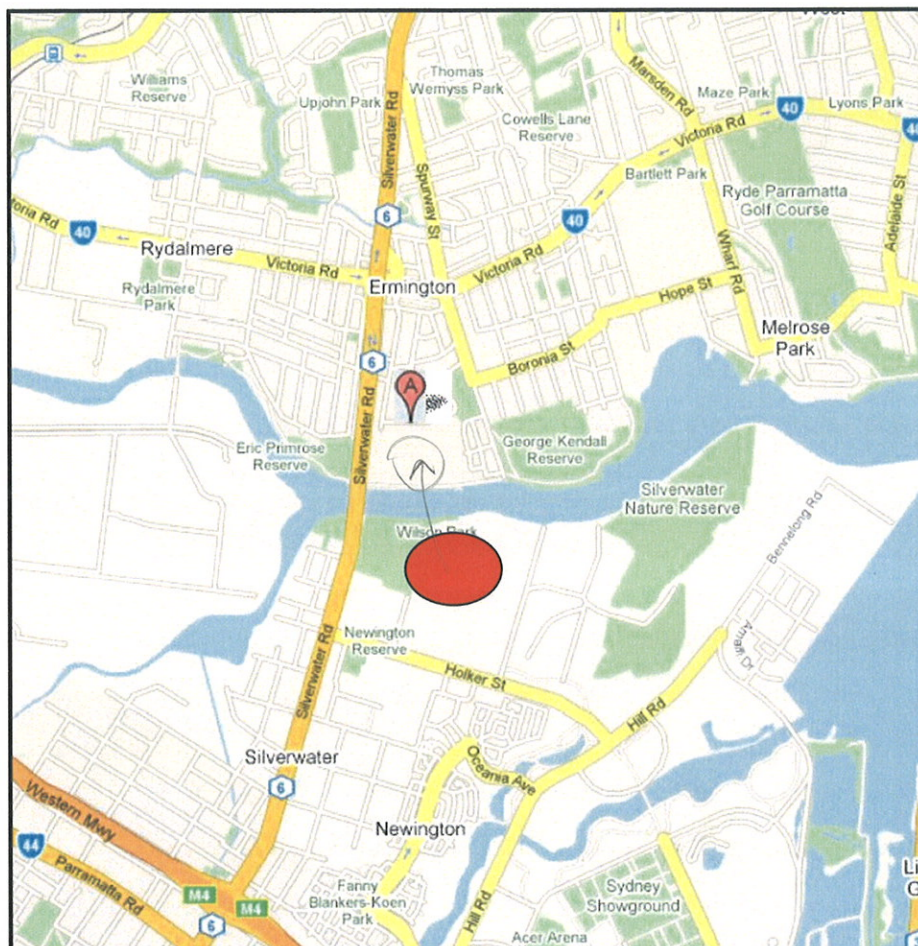 Williams
Reserve
Upjohn Park
Silverwater Rd
Thomas
Wemyss Park
Cowells Lane
Reserve
Marsden Rd
Maze Park
40
Lyons Park
Victoria Rd
Bartlett Park
Ryde Parramatta
Golf Course
Adelaide St
Spurway St
6
40
40
Rydalmere
Victoria Rd
Rydalmere
Park
Ermington
Victoria Rd
Hope St
Wharf Rd
Melrose
Park
6
Boronia St
A
Silverwater Rd
Eric Primrose
Reserve
George Kendall
Reserve
Silverwater
Nature Reserve
Bennelong Rd
Wilson Park
Newington
Reserve
Silverwater Rd
Holker St
Hill Rd
Silverwater
6
Oceania Ave
Newington
Western Mwy
44
Parramatta Rd
M4
M4
6
Fanny
Blankers-Koen
Park
Hill Rd
Sydney
Showground
Acer Arena